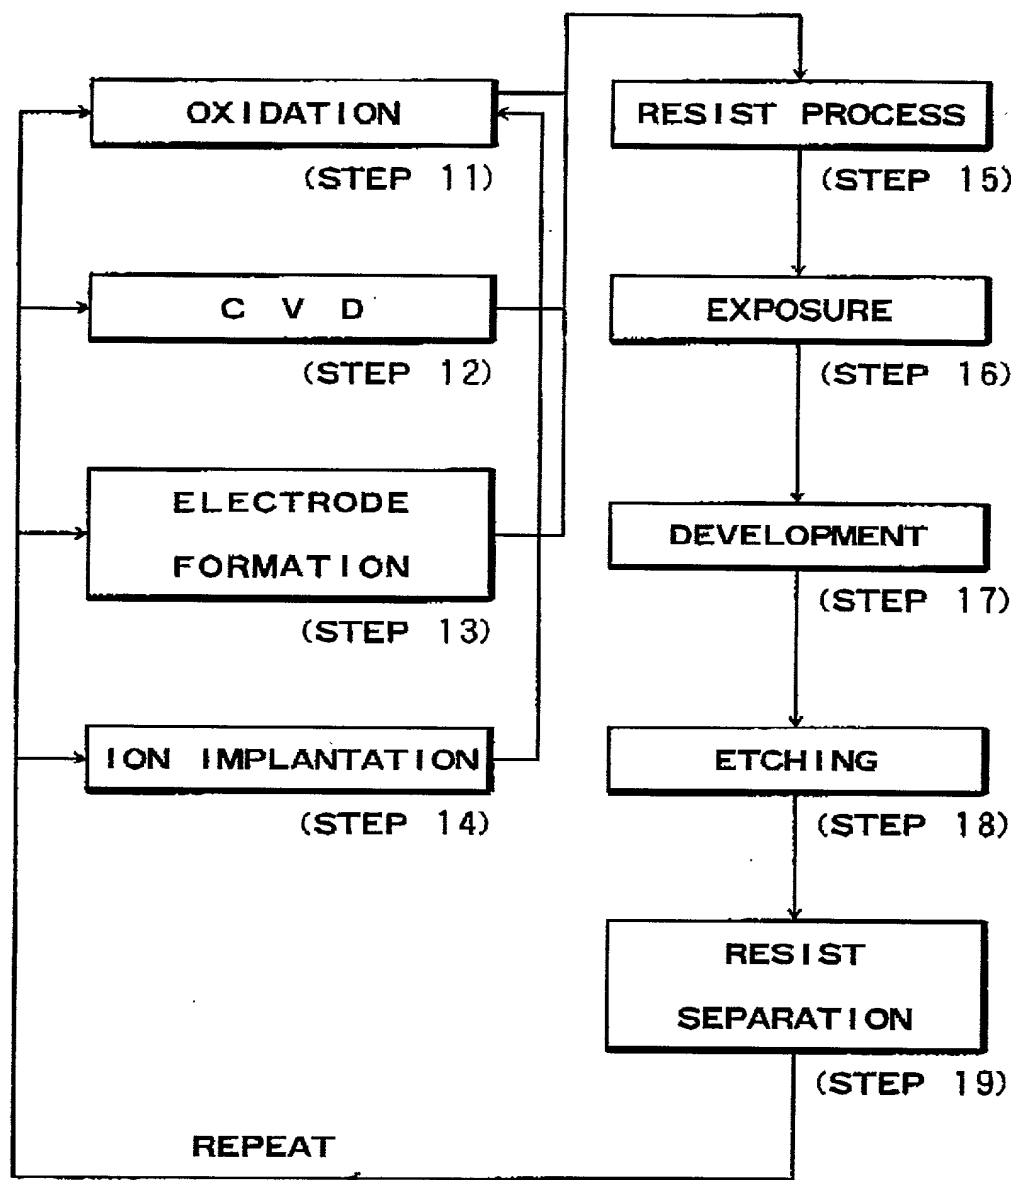 OXIDATION
(STEP 11)
C V D
(STEP 12)
ELECTRODE
FORMATION
(STEP 13)
ION IMPLANTATION
(STEP 14)
RESIST PROCESS
(STEP 15)
EXPOSURE
(STEP 16)
DEVELOPMENT
(STEP 17)
ETCHING
(STEP 18)
RESIST
SEPARATION
(STEP 19)
REPEAT